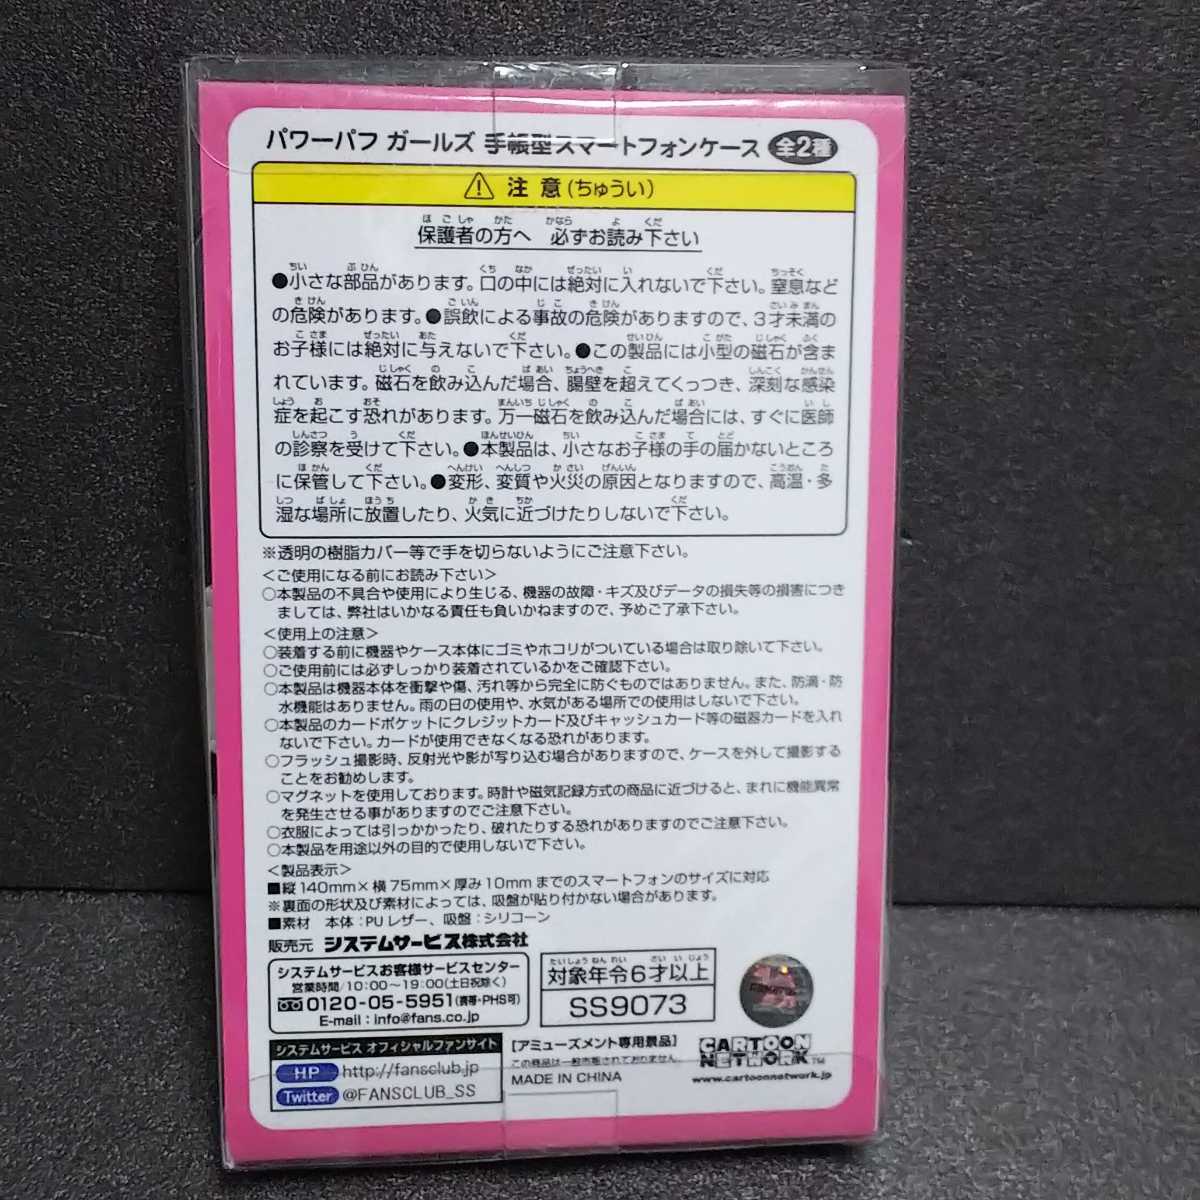 パワーパフ ガールズ 手帳型スマートフォンケース 全2種
⚠ 注 意(ちゅうい)
保護者の方へ 必ずお読み下さい
●小さな部品があります。口の中には絶対に入れないで下さい。窒息など
の危険があります。●誤飲による事故の危険がありますので、3才未満の
お子様には絶対に与えないで下さい。●この製品には小型の磁石が含ま
れています。磁石を飲み込んだ場合、腸壁を超えてくっつき、深刻な感染
症を起こす恐れがあります。万一磁石を飲み込んだ場合には、すぐに医師
の診察を受けて下さい。●本製品は、小さなお子様の手の届かないところ
に保管して下さい。●変形、変質や火災の原因となりますので、高温・多
湿な場所に放置したり、火気に近づけたりしないで下さい。
※透明の樹脂カバー等で手を切らないようにご注意下さい。
<ご使用になる前にお読み下さい>
○本製品の不具合や使用により生じる、機器の故障・キズ及びデータの損失等の損害につき
ましては、弊社はいかなる責任も負いかねますので、予めご了承下さい。
<使用上の注意>
○装着する前に機器やケース本体にゴミやホコリがついている場合は取り除いて下さい。
○ご使用前には必ずしっかり装着されているかをご確認下さい。
○本製品は機器本体を衝撃や傷、汚れ等から完全に防ぐものではありません。また、防滴・防
水機能はありません。雨の日の使用や、水気がある場所での使用はしないで下さい。
○本製品のカードポケットにクレジットカード及びキャッシュカード等の磁器カードを入れ
ないで下さい。カードが使用できなくなる恐れがあります。
○フラッシュ撮影時、反射光や影が写り込む場合がありますので、ケースを外して撮影する
ことをお勧めします。
○マグネットを使用しております。時計や磁気記録方式の商品に近づけると、まれに機能異常
を発生させる事がありますのでご注意下さい。
○衣服によっては引っかかったり、破れたりする恐れがありますのでご注意下さい。
○本製品を用途以外の目的で使用しないで下さい。
<製品表示>
■縦140mm×横75mm×厚み10mmまでのスマートフォンのサイズに対応
※裏面の形状及び素材によっては、吸盤が貼り付かない場合があります。
■素材 本体:PUレザー、吸盤:シリコーン
販売元 システムサービス株式会社
システムサービスお客様サービスセンター
営業時間/10:00〜19:00(土日祝除く)
0120-05-5951(携帯・PHS可)
E-mail : info@fans.co.jp
システムサービス オフィシャルファンサイト
HP http://fansclub.jp
Twitter @FANSCLUB_SS
たいしょうねんれい さいいじょう
対象年令6才以上
SS9073
[アミューズメント専用景品]
この商品は一般市販されておりません。
MADE IN CHINA
CARTOON
NETWORK TM
www.cartoonnetwork.jp